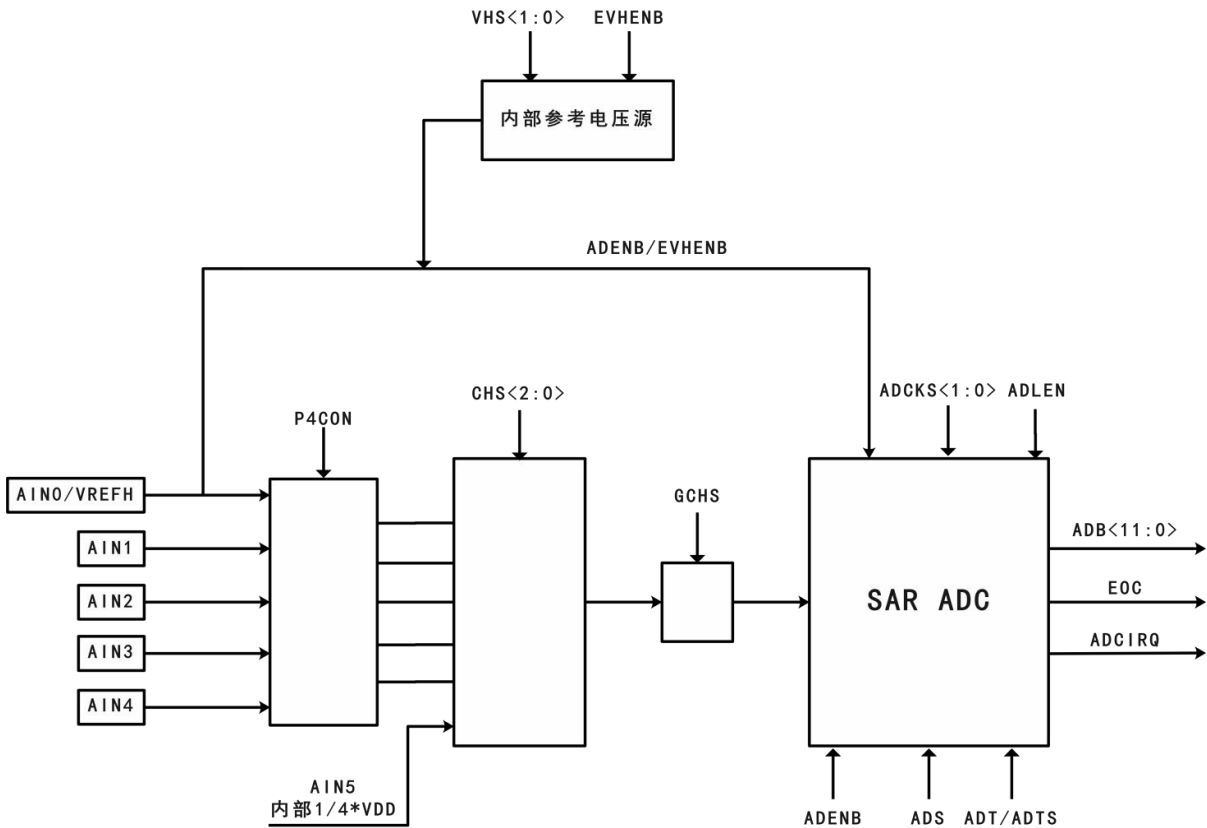 VHS<1:0>
EVHENB
内部参考电压源
ADENB/EVHENB
CHS<2:0>
ADCKS<1:0>
ADLEN
P4CON
AIN0/VREFH
GCHS
AIN1
ADB<11:0>
AIN2
SAR ADC
EOC
AIN3
ADCIRQ
AIN4
AIN5
内部1/4*VDD
ADENB
ADS
ADT/ADTS